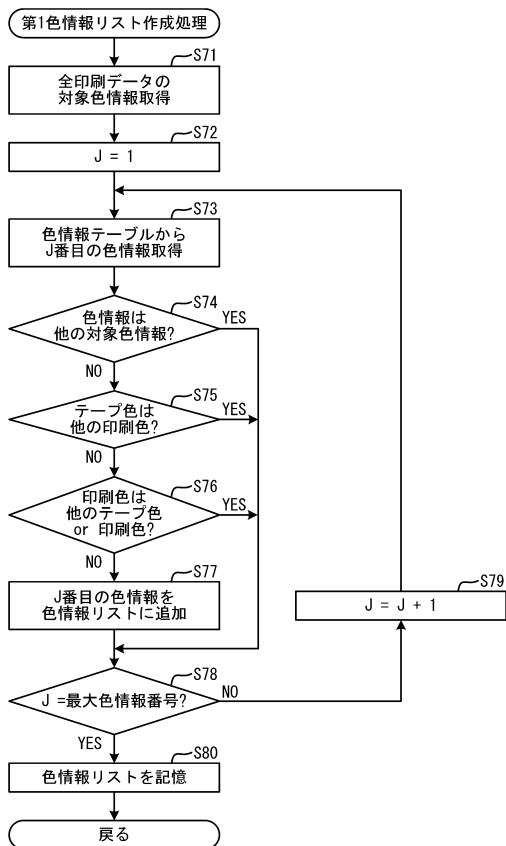 第1色情報リスト作成処理
S71
全印刷データの
対象色情報取得
S72
J = 1
S73
色情報テーブルから
J番目の色情報取得
S74
色情報は
他の対象色情報?
YES
NO
S75
テープ色は
他の印刷色?
YES
NO
S76
印刷色は
他のテープ色
or 印刷色?
YES
NO
S77
J番目の色情報を
色情報リストに追加
S79
J = J + 1
S78
J =最大色情報番号?
NO
YES
S80
色情報リストを記憶
戻る